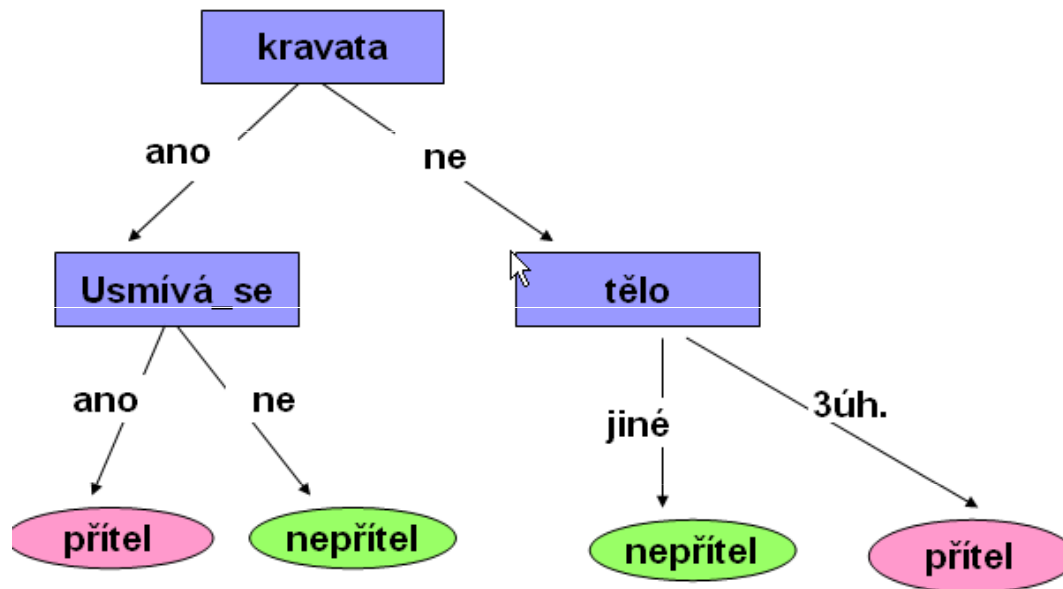 kravata
ano
ne
Usmívá_se
tělo
ano
ne
jiné
3úh.
přítel
nepřítel
nepřítel
přítel